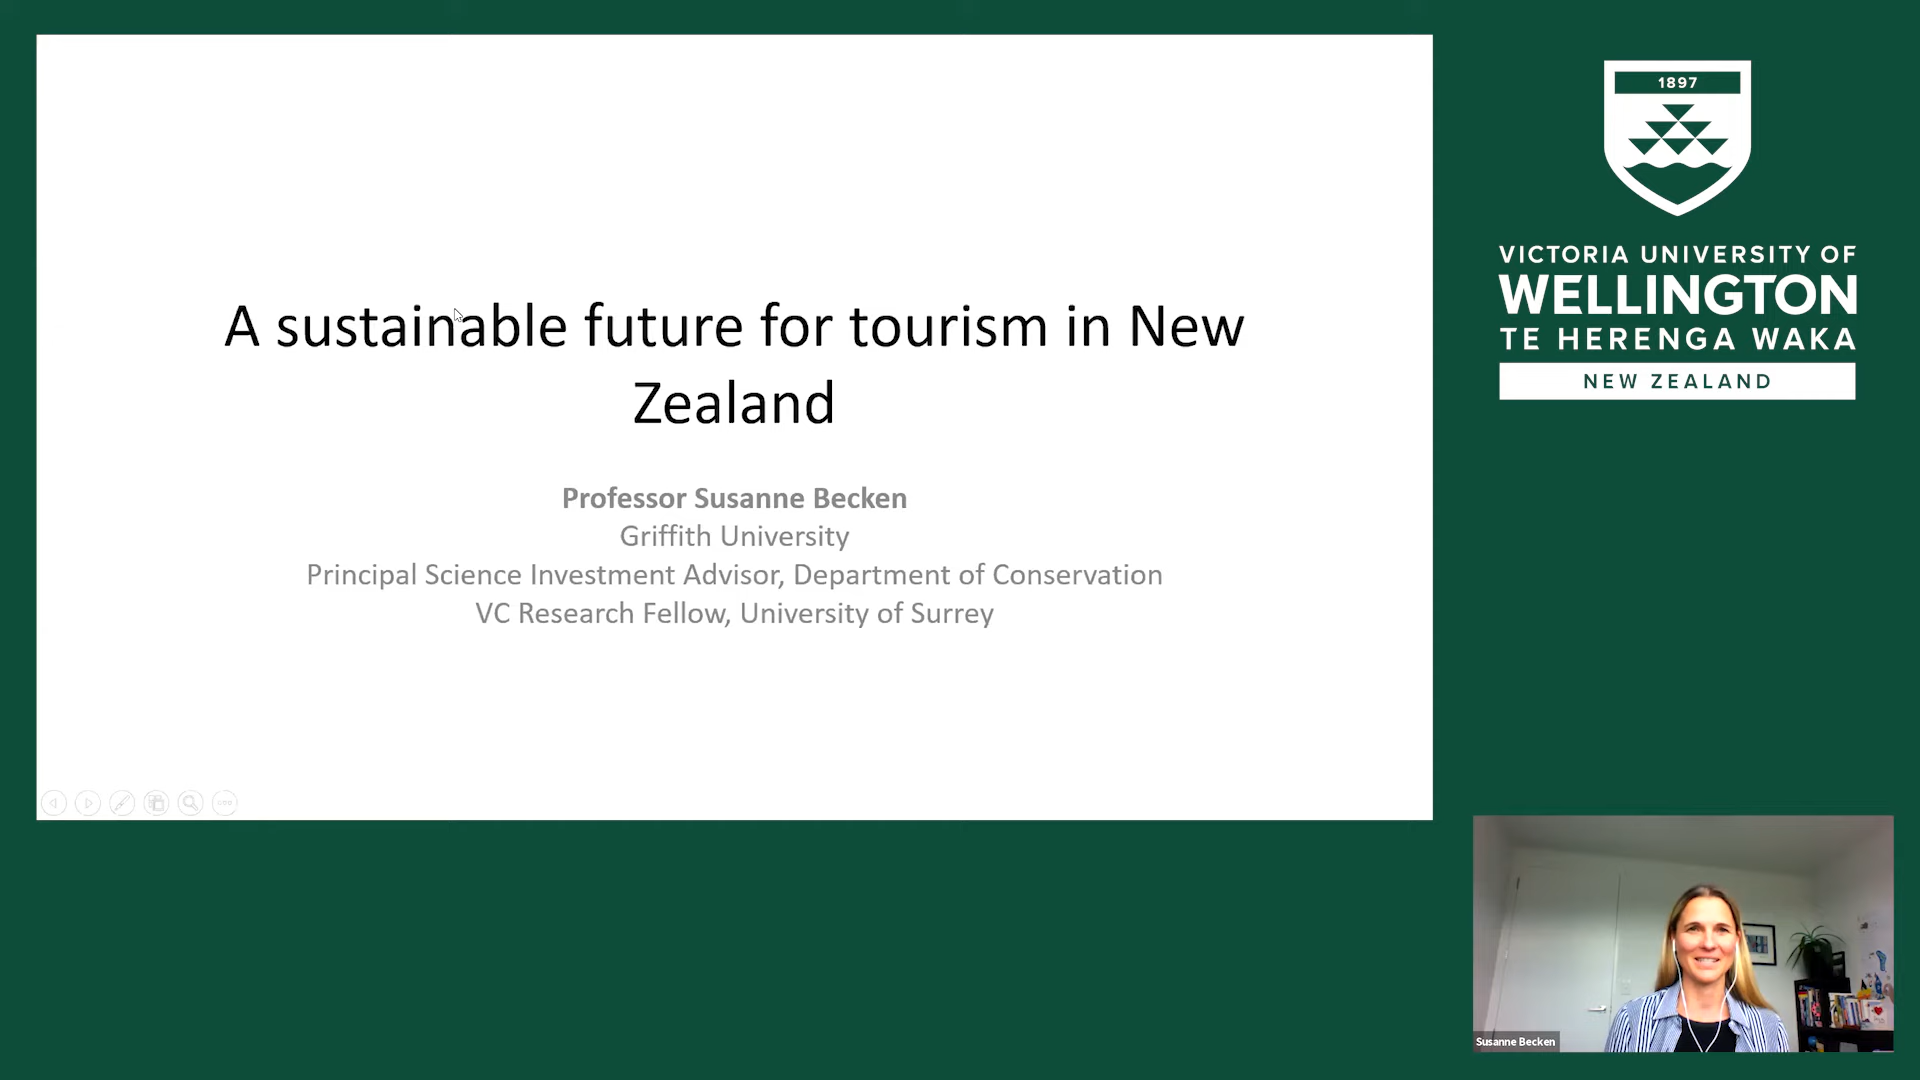 A sustainable future for tourism in New
Zealand
Professor Susanne Becken
Griffith University
Principal Science Investment Advisor, Department of Conservation
VC Research Fellow, University of Surrey
1897
VICTORIA UNIVERSITY OF
WELLINGTON
TE HERENGA WAKA
NEW ZEALAND
Susanne Becken